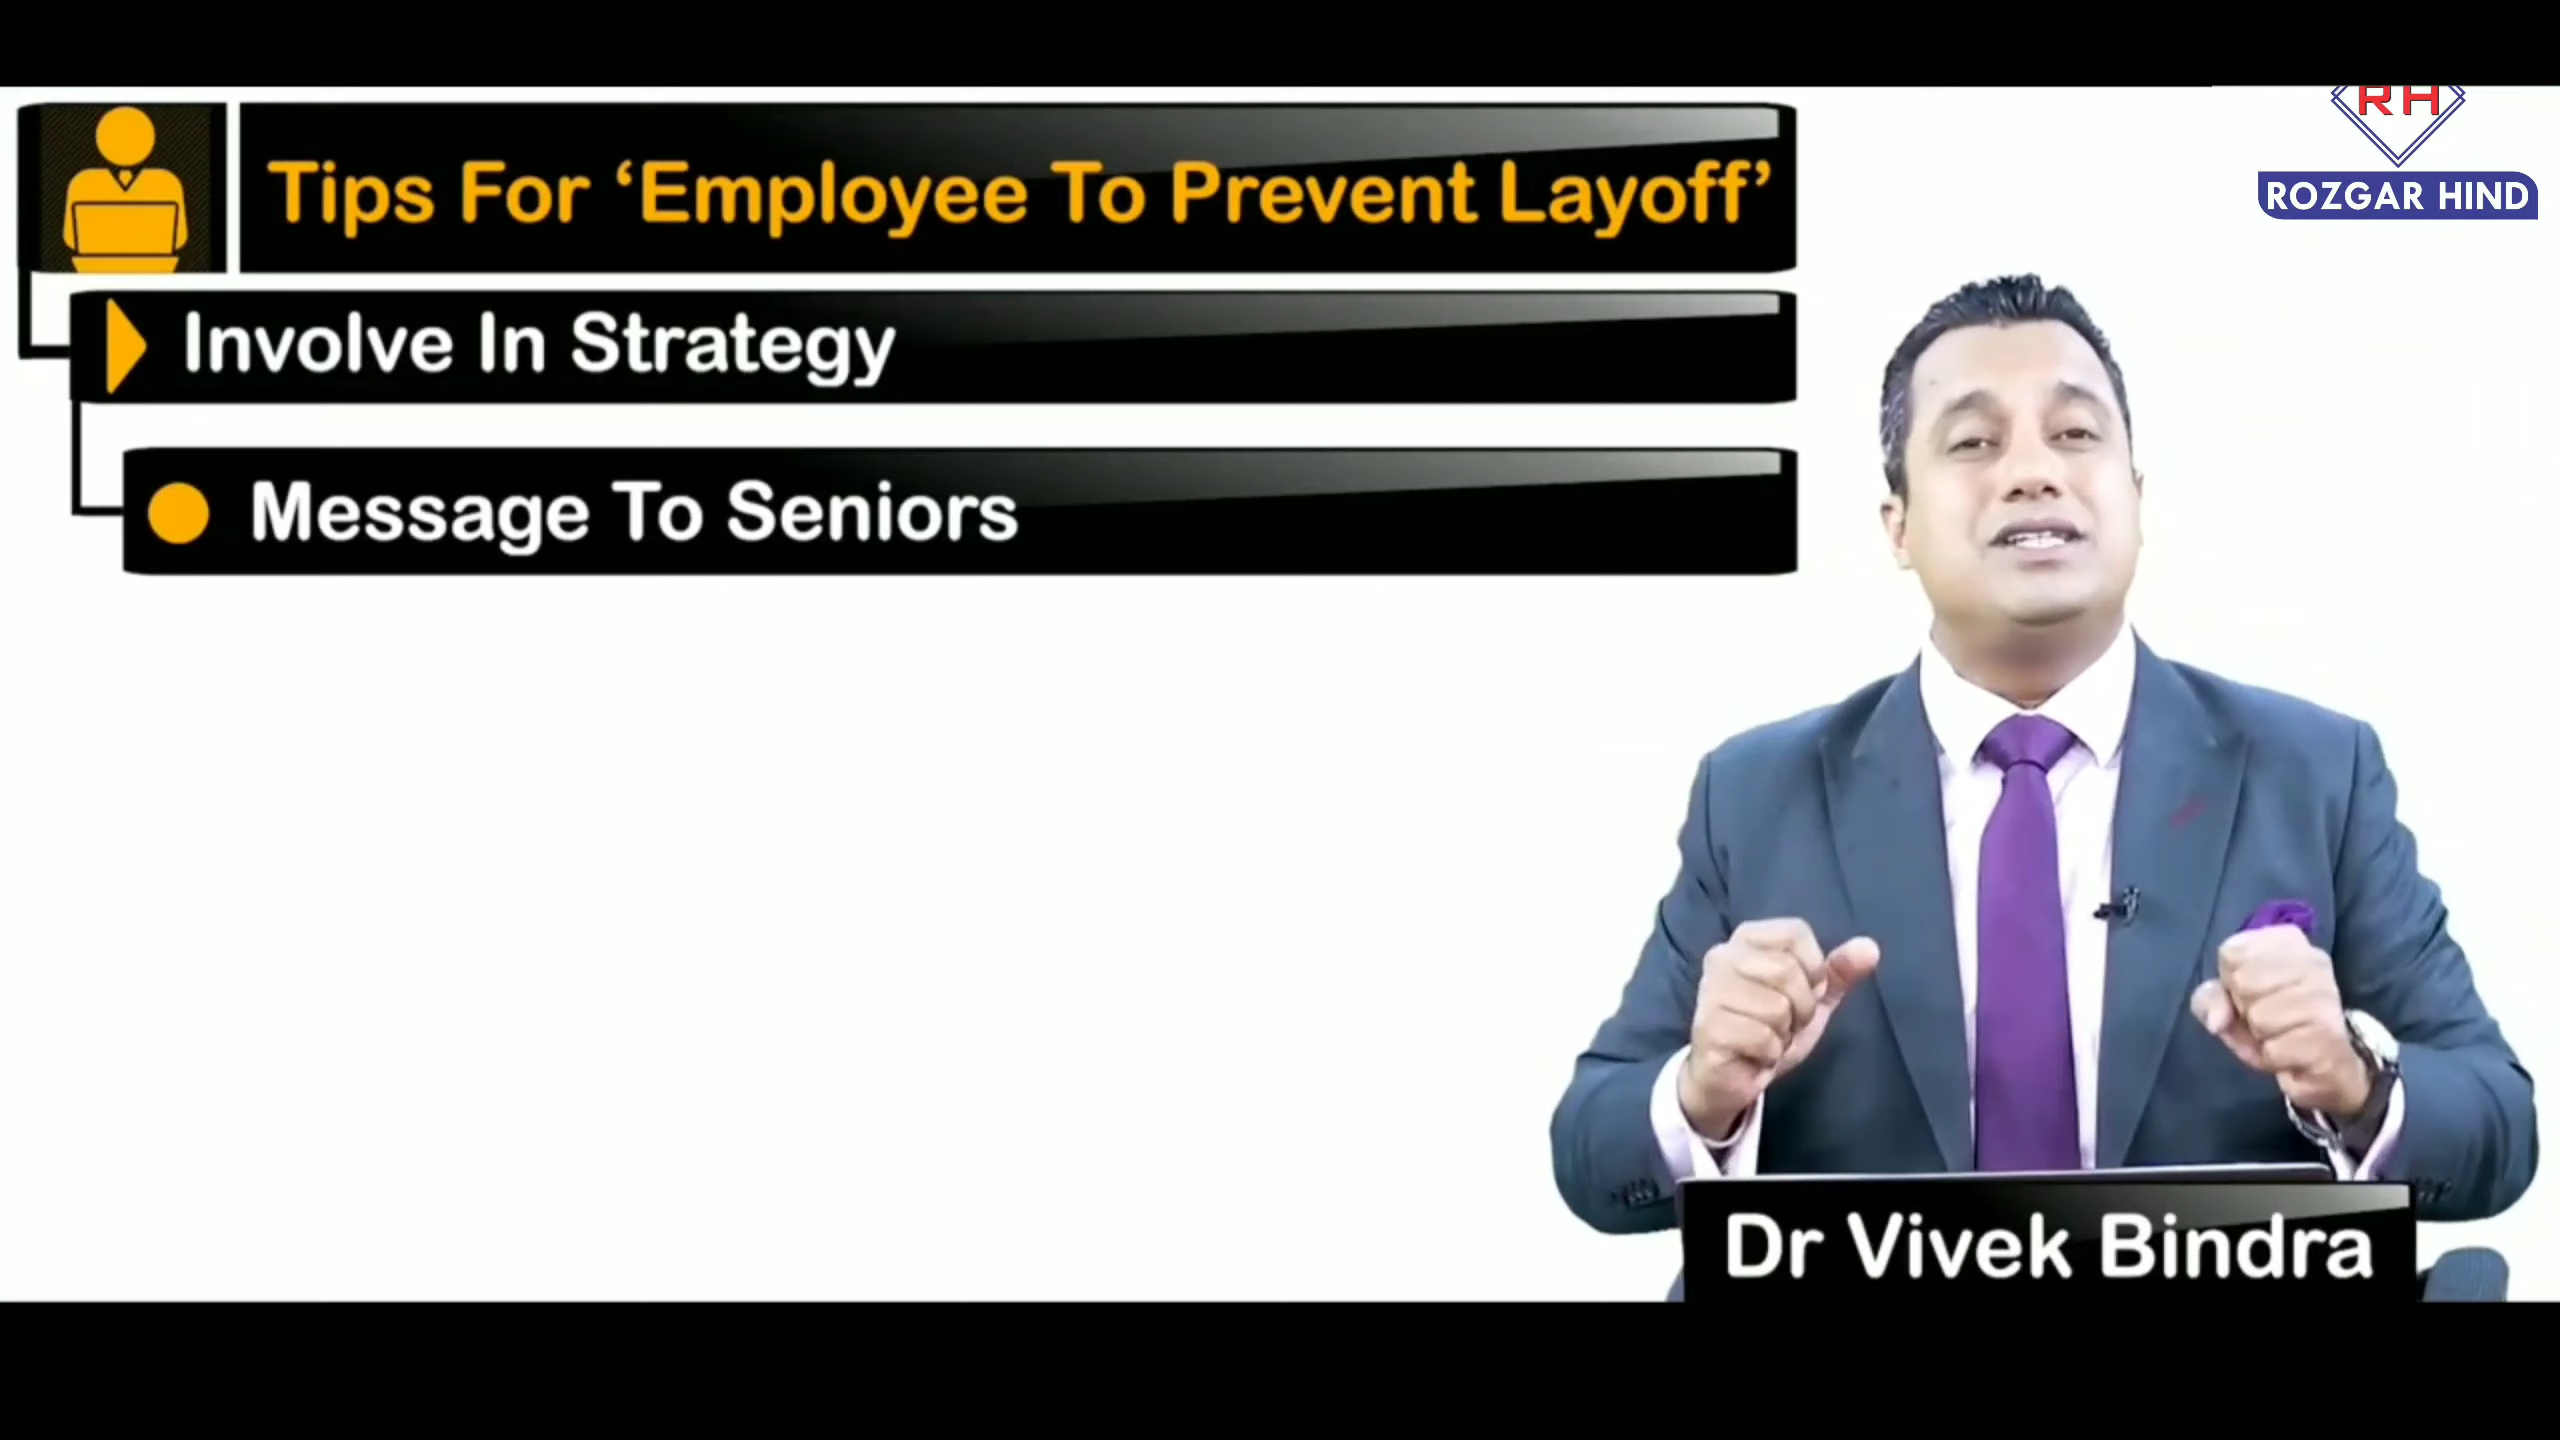 RH
ROZGAR HIND
Tips For ‘Employee To Prevent Layoff’
Involve In Strategy
Message To Seniors
Dr Vivek Bindra